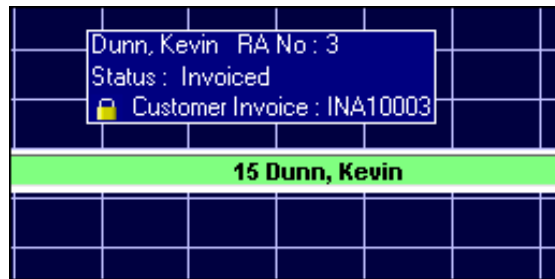 Dunn, Kevin RA No : 3
Status : Invoiced
Customer Invoice : INA10003
15 Dunn, Kevin